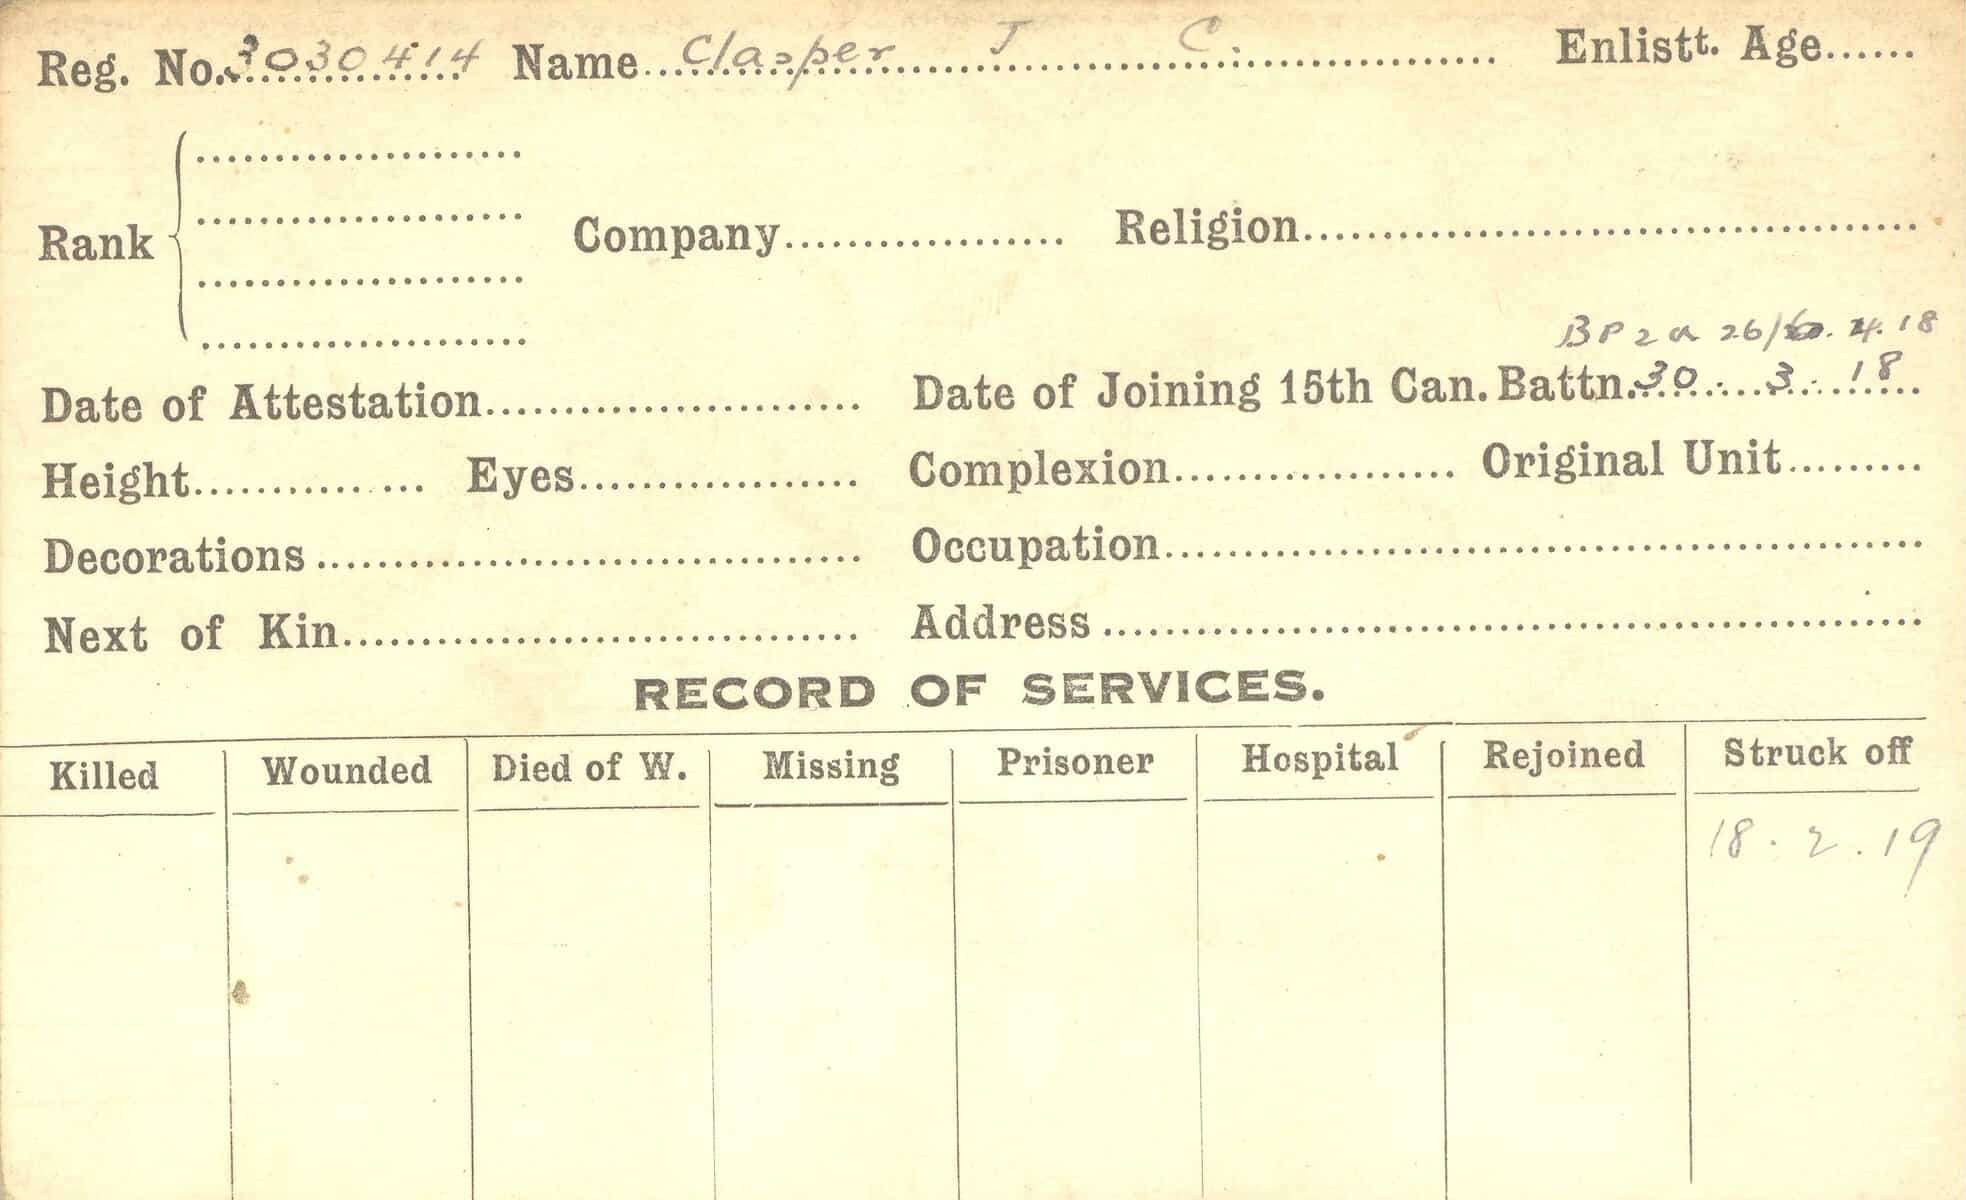 Reg. No. 3030414 Name Clasper J C. Enlistt. Age
Rank Company Religion
BP 2 a 26/ 4.18
Date of Attestation Date of Joining 15th Can. Battn. 30. 3. 18
Height Eyes Complexion Original Unit
Decorations Occupation
Next of Kin Address
RECORD OF SERVICES.
Killed Wounded Died of W. Missing Prisoner Hospital Rejoined Struck off
18. 2. 19